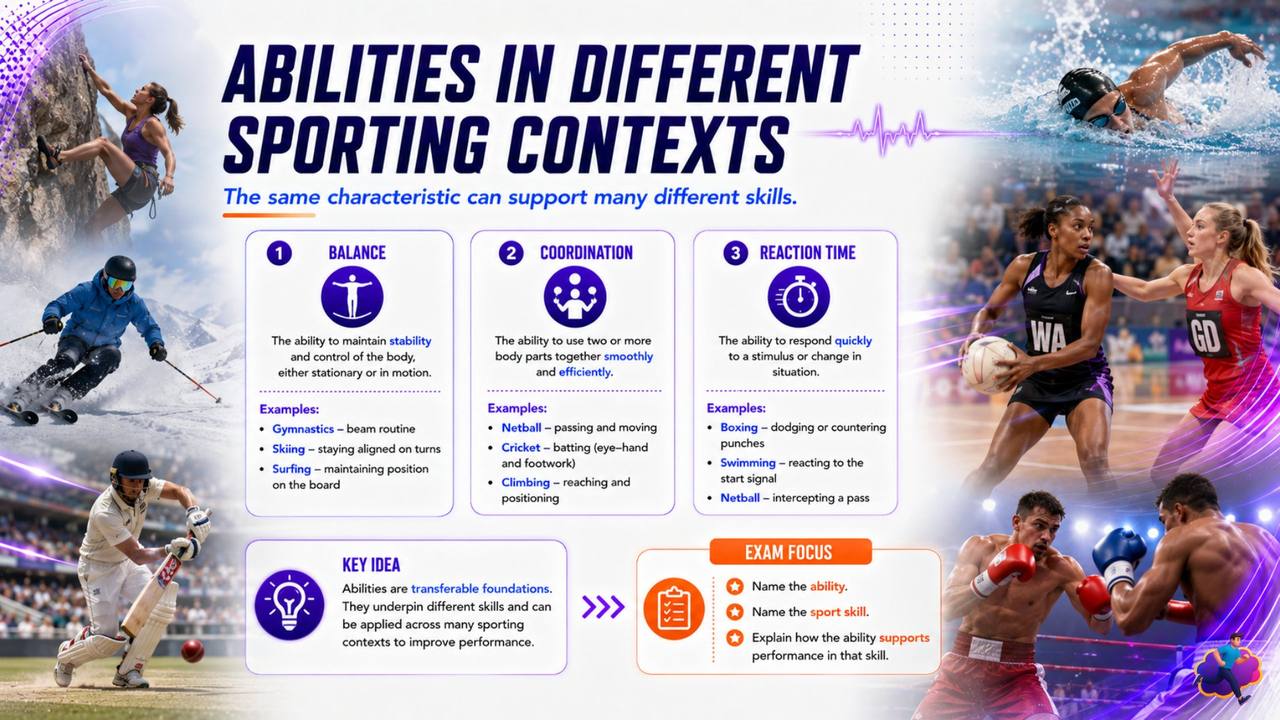 ABILITIES IN DIFFERENT
SPORTING CONTEXTS
The same characteristic can support many different skills.
1 BALANCE
The ability to maintain stability
and control of the body,
either stationary or in motion.
Examples:
• Gymnastics – beam routine
• Skiing – staying aligned on turns
• Surfing – maintaining position
on the board
2 COORDINATION
The ability to use two or more
body parts together smoothly
and efficiently.
Examples:
• Netball – passing and moving
• Cricket – batting (eye–hand
and footwork)
• Climbing – reaching and
positioning
3 REACTION TIME
The ability to respond quickly
to a stimulus or change in
situation.
Examples:
• Boxing – dodging or countering
punches
• Swimming – reacting to the
start signal
• Netball – intercepting a pass
KEY IDEA
Abilities are transferable foundations.
They underpin different skills and can
be applied across many sporting
contexts to improve performance.
EXAM FOCUS
Name the ability.
Name the sport skill.
Explain how the ability supports
performance in that skill.
WA
GD